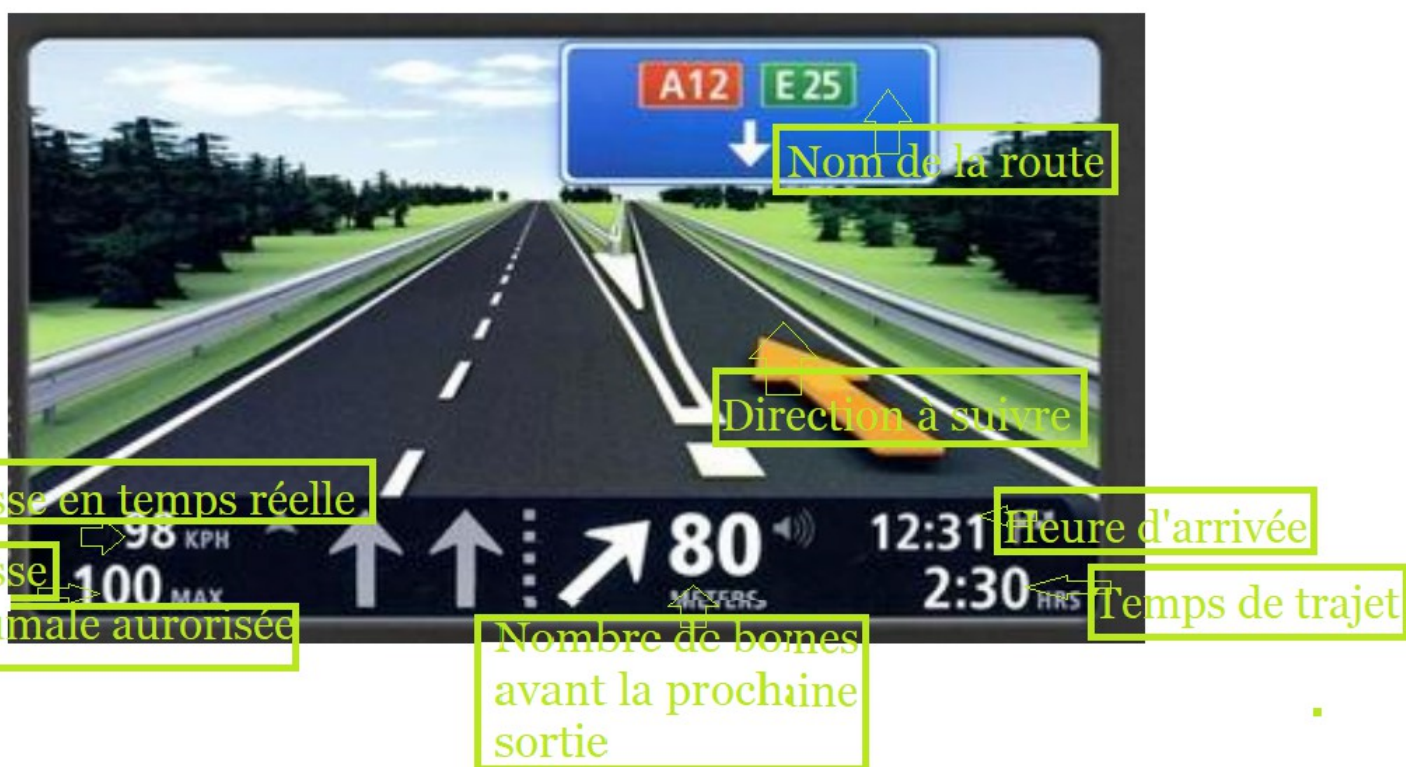 A12 E 25
Nom de la route
Direction à suivre
sse en temps réelle
98 KPH
sse
100 MAX
imale aurorisée
80
METERS
12:31
Heure d'arrivée
2:30 HRS
Temps de trajet
Nombre de bornes
avant la prochaine
sortie